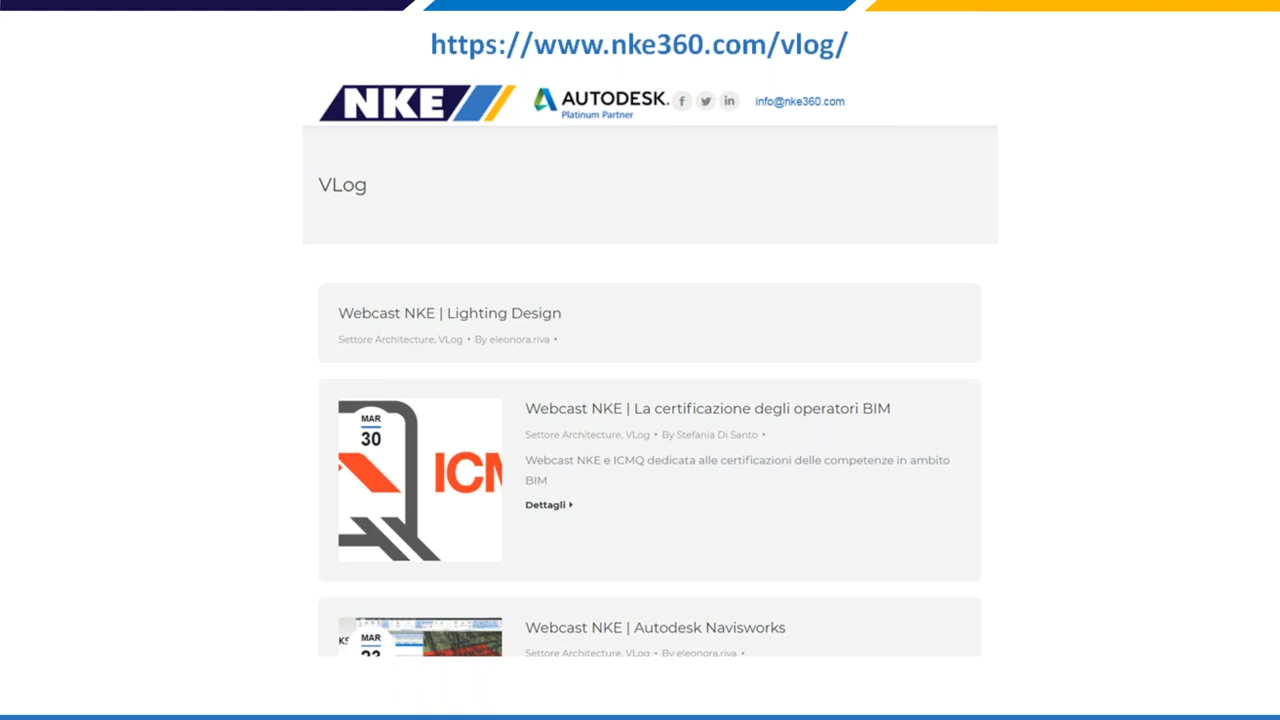 https://www.nke360.com/vlog/
NKE
AUTODESK.
Platinum Partner
info@nke360.com
VLog
Webcast NKE | Lighting Design
Settore Architecture, VLog • By eleonora.riva •
MAR
30
ICM
Webcast NKE | La certificazione degli operatori BIM
Settore Architecture, VLog • By Stefania Di Santo •
Webcast NKE e ICMQ dedicata alle certificazioni delle competenze in ambito
BIM
Dettagli
KS
MAR
23
Webcast NKE | Autodesk Navisworks
Settore Architecture, VLog • By eleonora.riva •